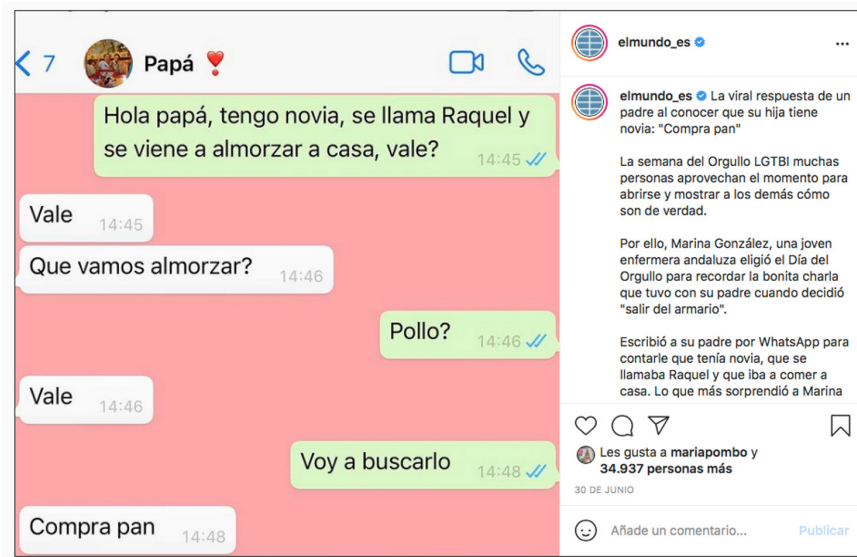 7
Papá
Hola papá, tengo novia, se llama Raquel y
se viene a almorzar a casa, vale?
14:45
Vale
14:45
Que vamos almorzar?
14:46
Pollo?
14:46
Vale
14:46
Voy a buscarlo
14:48
Compra pan
14:48
elmundo_es
elmundo_es La viral respuesta de un
padre al conocer que su hija tiene
novia: "Compra pan"
La semana del Orgullo LGTBI muchas
personas aprovechan el momento para
abrirse y mostrar a los demás cómo
son de verdad.
Por ello, Marina González, una joven
enfermera andaluza eligió el Día del
Orgullo para recordar la bonita charla
que tuvo con su padre cuando decidió
"salir del armario".
Escribió a su padre por WhatsApp para
contarle que tenía novia, que se
llamaba Raquel y que iba a comer a
casa. Lo que más sorprendió a Marina
Les gusta a mariapombo y
34.937 personas más
30 DE JUNIO
Añade un comentario...
Publicar